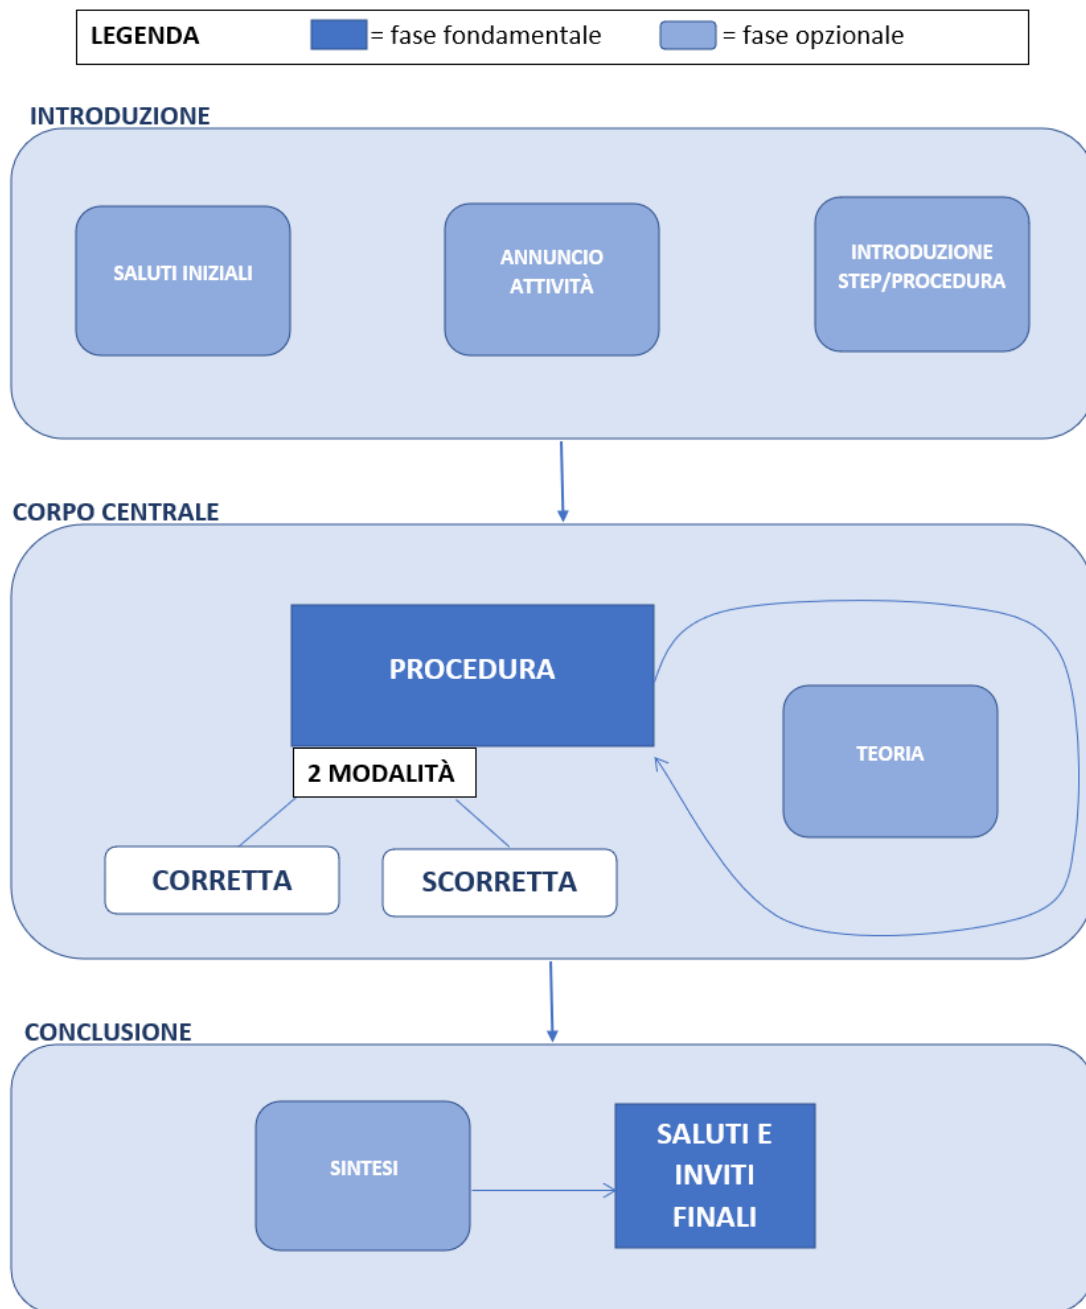 LEGENDA = fase fondamentale = fase opzionale
INTRODUZIONE
SALUTI INIZIALI
ANNUNCIO
ATTIVITÀ
INTRODUZIONE
STEP/PROCEDURA
CORPO CENTRALE
PROCEDURA
2 MODALITÀ
CORRETTA
SCORRETTA
TEORIA
CONCLUSIONE
SINTESI
SALUTI E
INVITI
FINALI